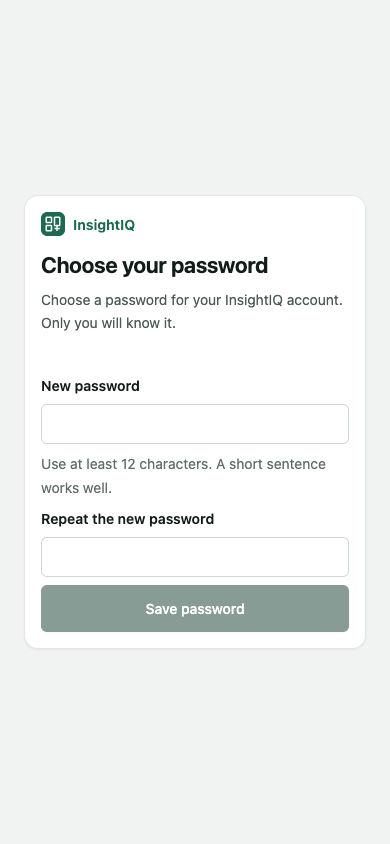 InsightIQ
Choose your password
Choose a password for your InsightIQ account.
Only you will know it.
New password
Use at least 12 characters. A short sentence
works well.
Repeat the new password
Save password